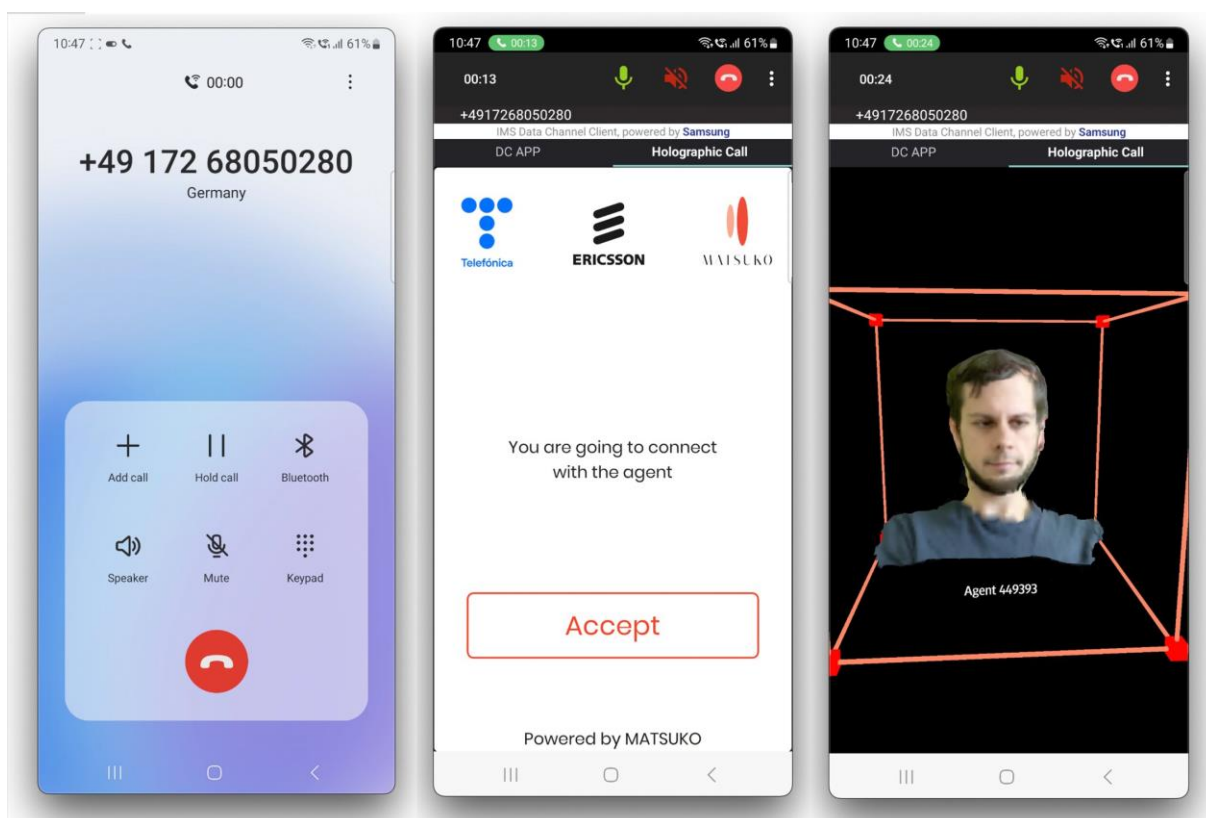 10:47
61%
00:00
+49 172 68050280
Germany
Add call
Hold call
Bluetooth
Speaker
Mute
Keypad
10:47 00:13
61%
00:13
+4917268050280
IMS Data Channel Client, powered by Samsung
DC APP
Holographic Call
Telefónica
ERICSSON
MATSUKO
You are going to connect
with the agent
Accept
Powered by MATSUKO
10:47 00:24
61%
00:24
+4917268050280
IMS Data Channel Client, powered by Samsung
DC APP
Holographic Call
Agent 449393